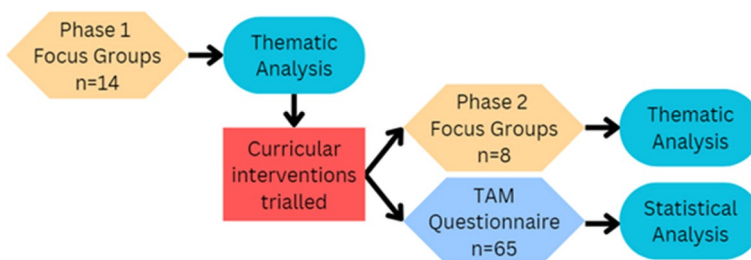 Phase 1
Focus Groups
n=14
Thematic
Analysis
Curricular
interventions
trialled
Phase 2
Focus Groups
n=8
Thematic
Analysis
TAM
Questionnaire
n=65
Statistical
Analysis